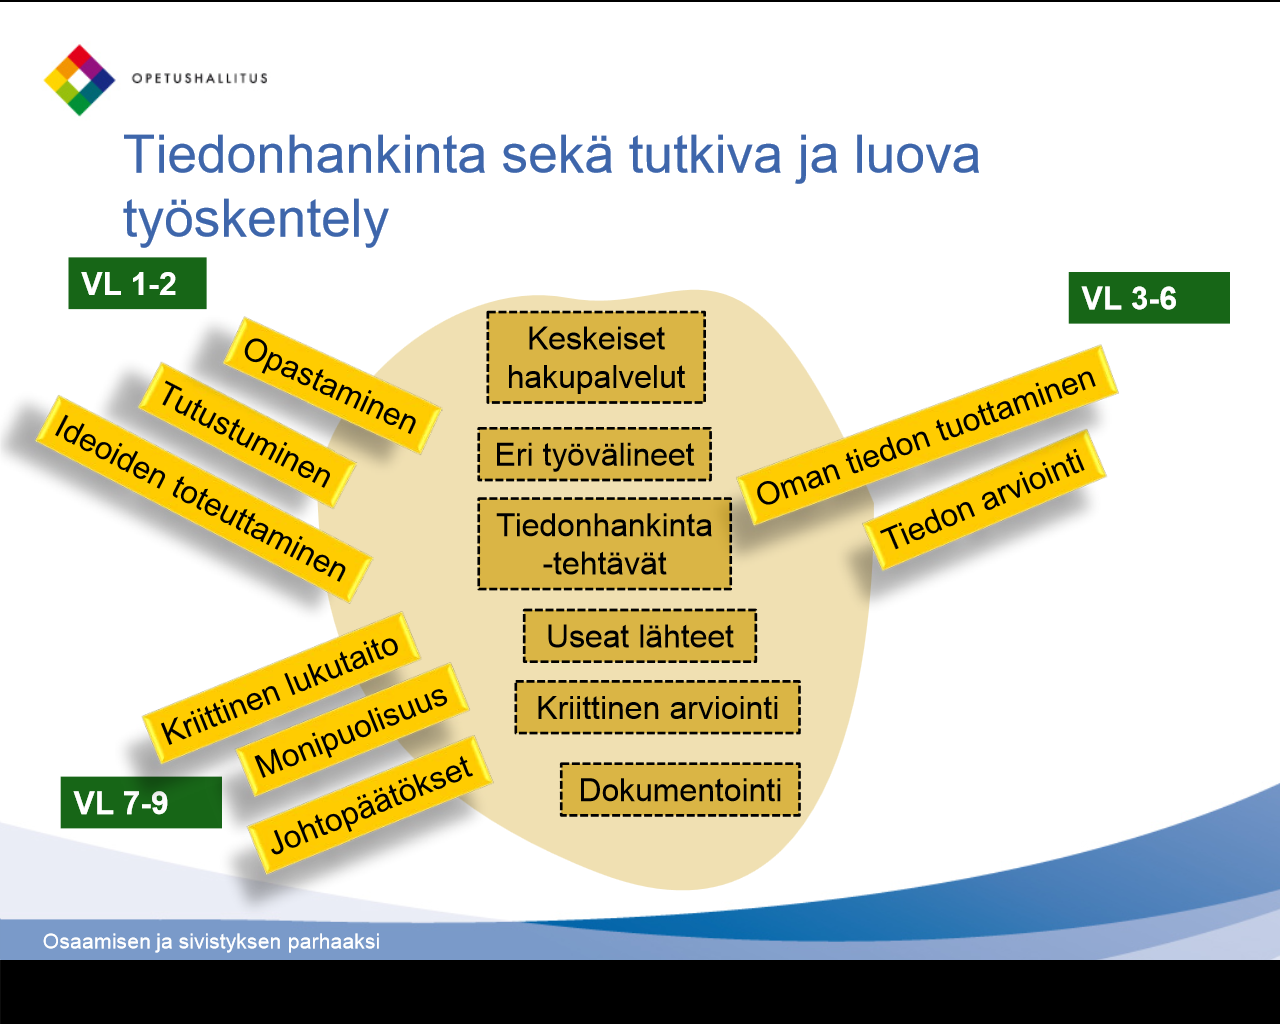 OPETUSHALLITUS
Tiedonhankinta sekä tutkiva ja luova
työskentely
VL 1-2
Opastaminen
Tutustuminen
Ideoiden toteuttaminen
Keskeiset
hakupalvelut
Eri työvälineet
Tiedonhankinta
-tehtävät
Useat lähteet
Kriittinen arviointi
Dokumentointi
VL 3-6
Oman tiedon tuottaminen
Tiedon arviointi
Kriittinen lukutaito
Monipuolisuus
Johtopäätökset
VL 7-9
Osaamisen ja sivistyksen parhaaksi